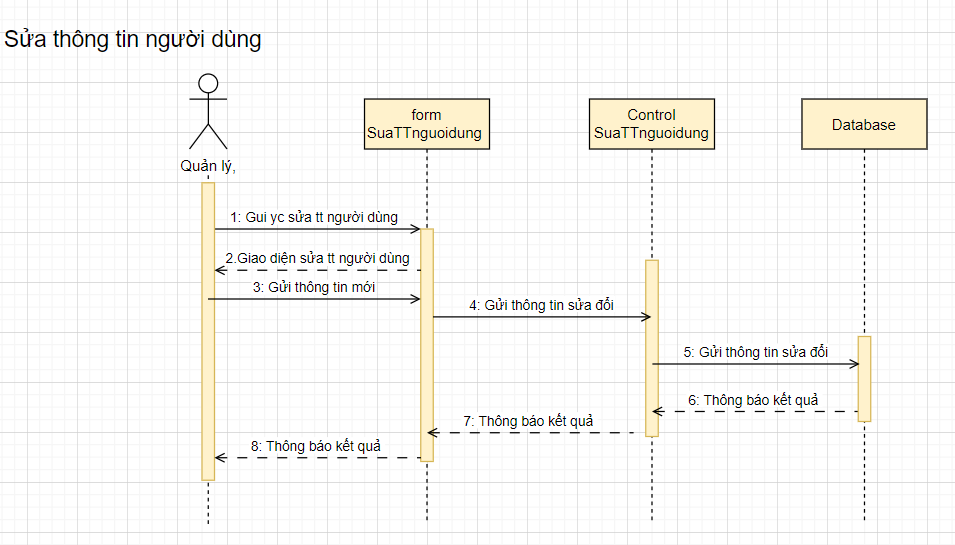 Sửa thông tin người dùng
form
SuaTTnguoidung
Control
SuaTTnguoidung
Database
Quản lý,
1: Gui yc sửa tt người dùng
2.Giao diện sửa tt người dùng
3: Gửi thông tin mới
4: Gửi thông tin sửa đổi
5: Gửi thông tin sửa đổi
6: Thông báo kết quả
7: Thông báo kết quả
8: Thông báo kết quả